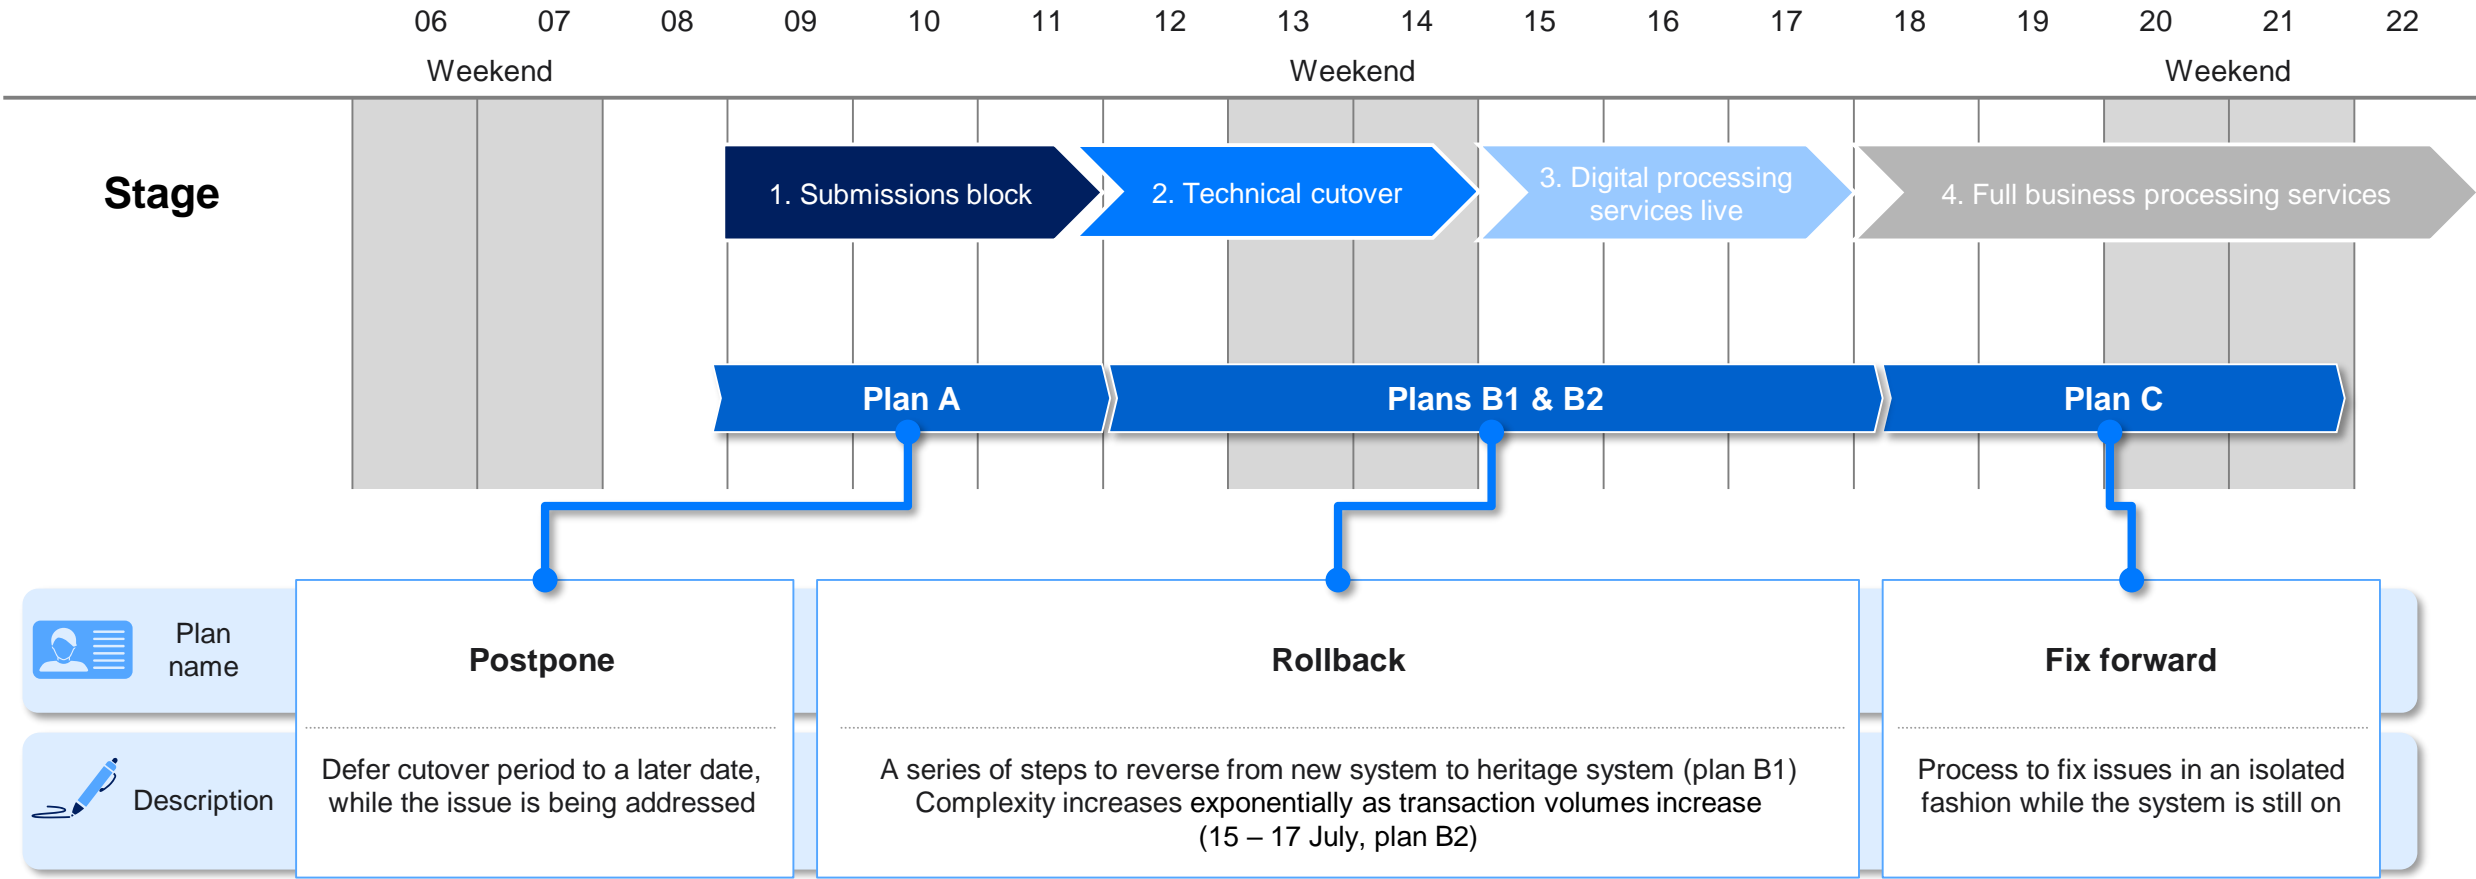 06 07 08 09 10 11 12 13 14 15 16 17 18 19 20 21 22
Weekend Weekend Weekend
Stage
1. Submissions block
2. Technical cutover
3. Digital processing
services live
4. Full business processing services
Plan A
Plans B1 & B2
Plan C
Plan
name
Postpone
Rollback
Fix forward
Description
Defer cutover period to a later date,
while the issue is being addressed
A series of steps to reverse from new system to heritage system (plan B1)
Complexity increases exponentially as transaction volumes increase
(15 – 17 July, plan B2)
Process to fix issues in an isolated
fashion while the system is still on